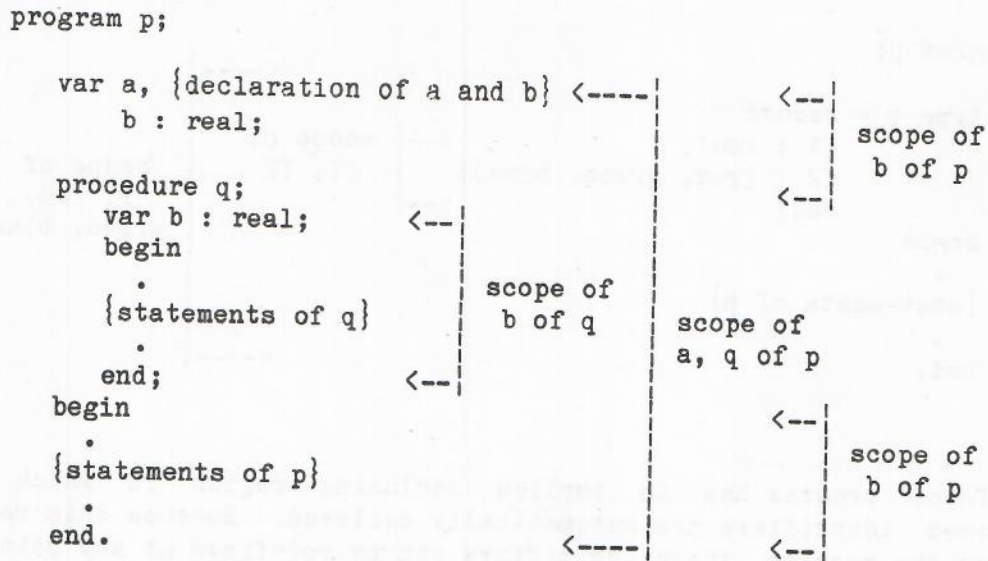 program p;
var a, {declaration of a and b} <----
b : real;
<--
scope of
b of p
<--
procedure q;
var b : real; <--
begin
.
{statements of q}
.
end; <--
scope of
b of q
scope of
a, q of p
begin
.
{statements of p}
.
end. <----
<--
scope of
b of p
<--